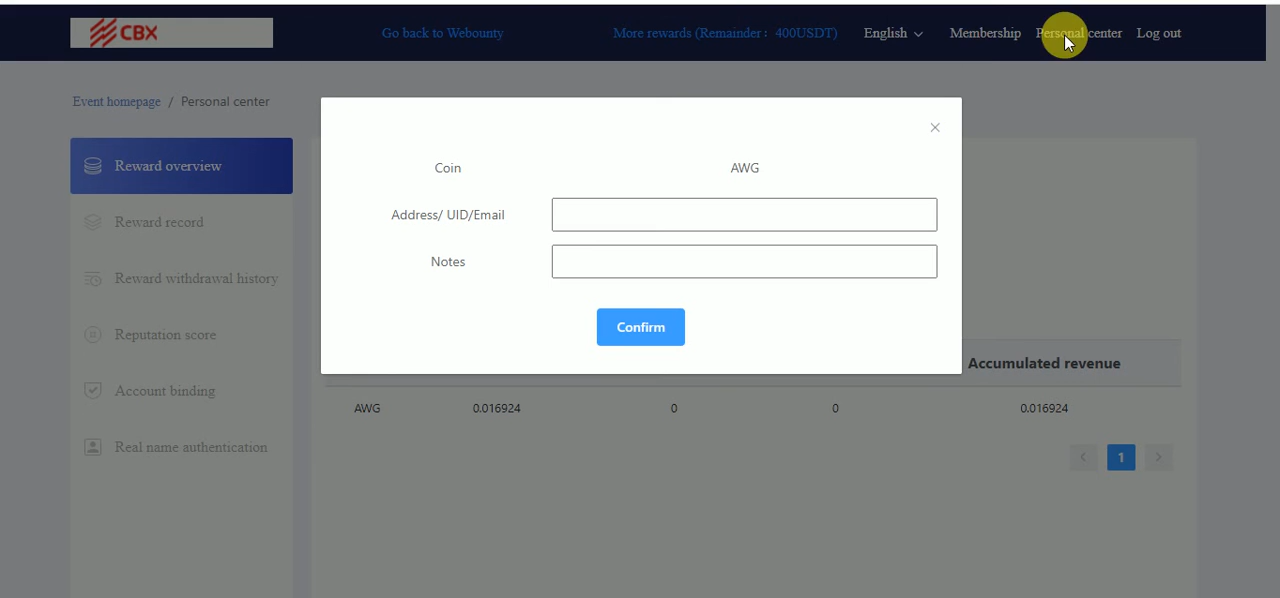 CBX
Go back to Webounty
More rewards (Remainder : 400USDT)
English
Membership
Personal center
Log out
Event homepage / Personal center
Reward overview
Reward record
Reward withdrawal history
Reputation score
Account binding
Real name authentication
Coin AWG
Address/ UID/Email
Notes
Confirm
Accumulated revenue
AWG 0.016924 0 0 0.016924
1